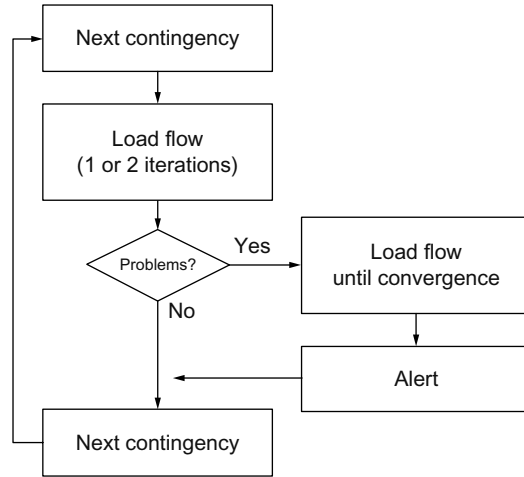 Next contingency
Load flow
(1 or 2 iterations)
Problems?
Yes
No
Load flow
until convergence
Alert
Next contingency